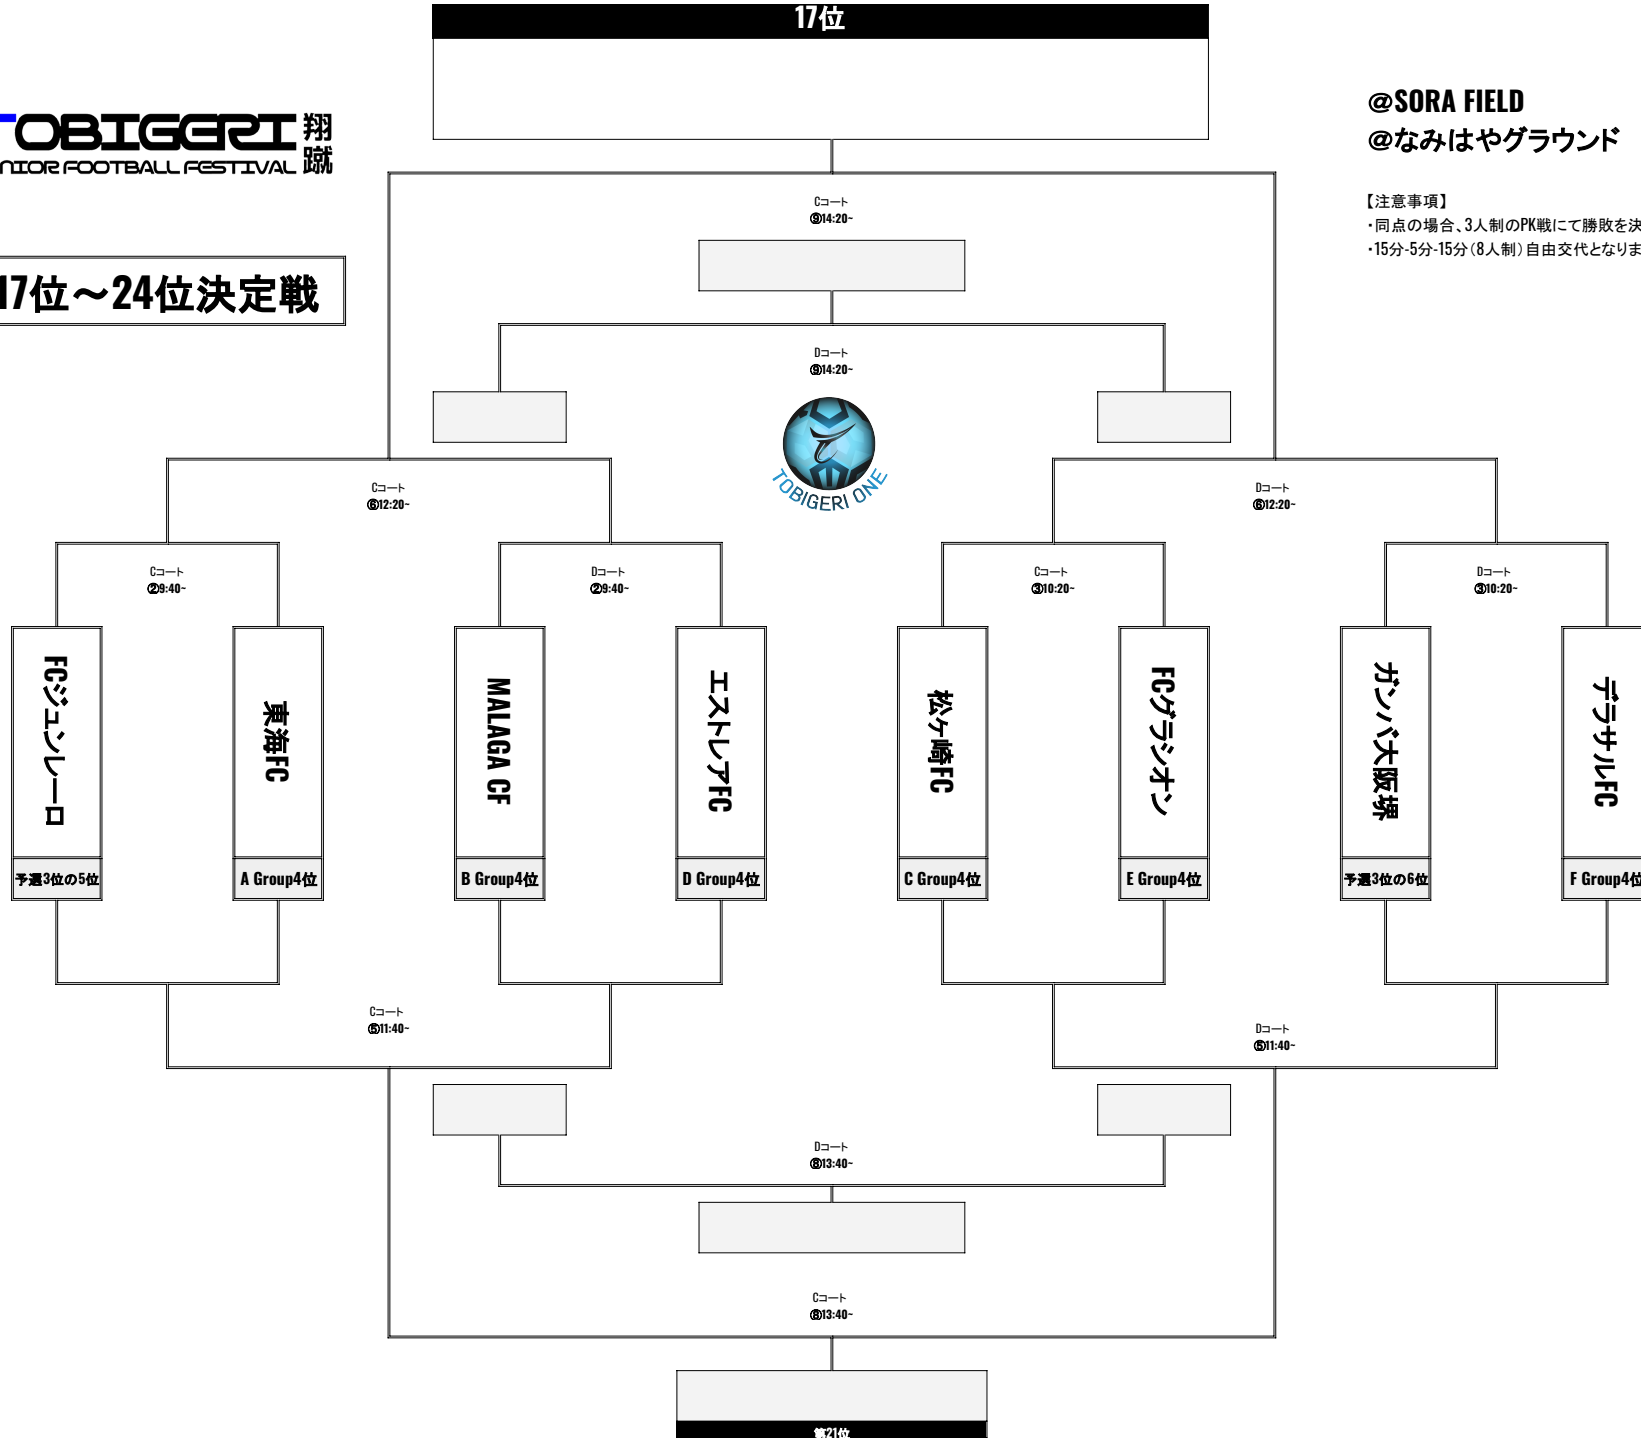 17位
@SORA FIELD
@なみはやグラウンド
TOBIGERI 翔蹴
NIOR FOOTBALL FESTIVAL
【注意事項】
・同点の場合、3人制のPK戦にて勝敗を決
・15分-5分-15分(8人制)自由交代となりま
Cコート
⑨14:20~
17位～24位決定戦
Dコート
⑨14:20~
TOBIGERI ONE
Cコート
⑥12:20~
Dコート
⑥12:20~
Cコート
②9:40~
Dコート
②9:40~
Cコート
③10:20~
Dコート
③10:20~
FCジュンレーロ
東海FC
MALAGA CF
エストレアFC
松ヶ崎FC
FCグラシオン
ガンバ大阪堺
デラサルFC
予選3位の5位
A Group4位
B Group4位
D Group4位
C Group4位
E Group4位
予選3位の6位
F Group4位
Cコート
⑤11:40~
Dコート
⑤11:40~
Dコート
⑧13:40~
Cコート
⑧13:40~
第21位